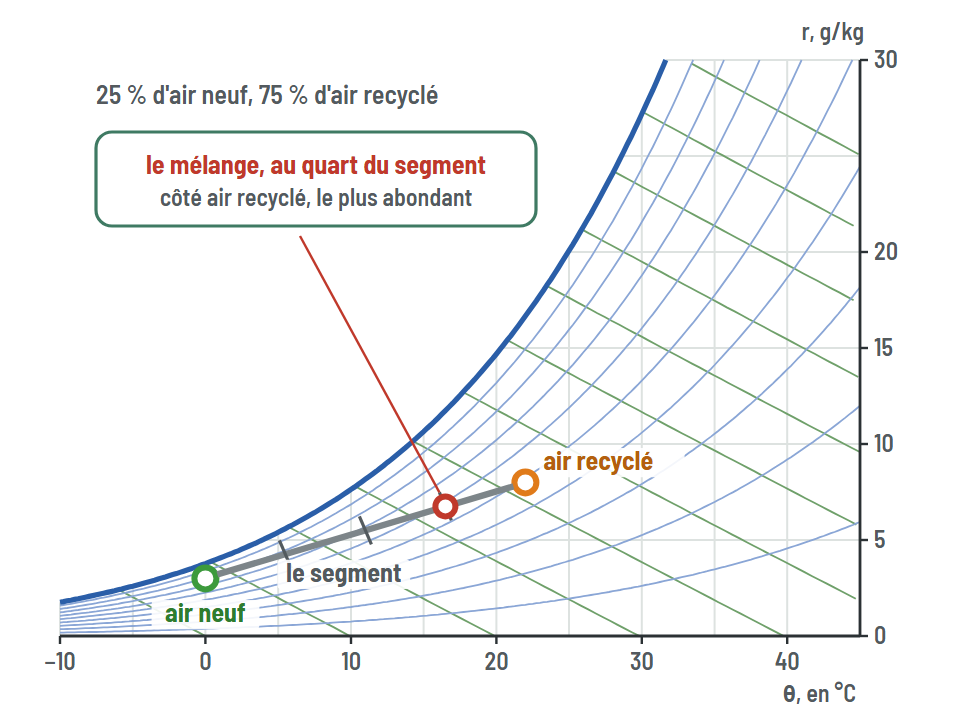 r, g/kg
30
25 % d'air neuf, 75 % d'air recyclé
le mélange, au quart du segment
côté air recyclé, le plus abondant
20
15
10
air recyclé
5
le segment
air neuf
0
−10 0 10 20 30 40
θ, en °C